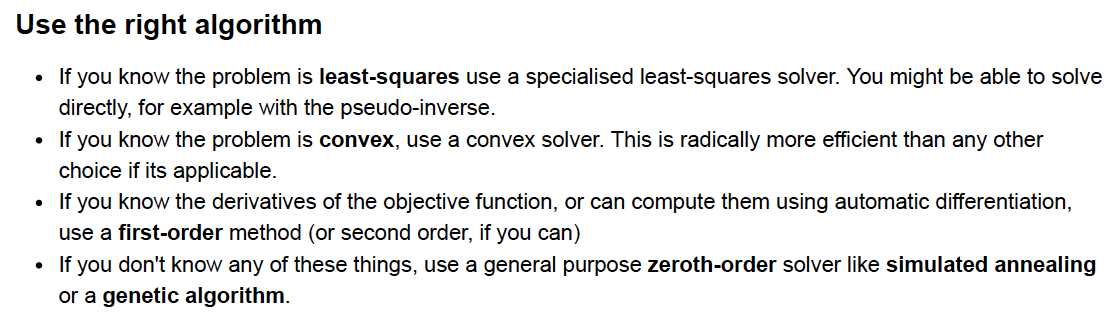 Use the right algorithm
• If you know the problem is least-squares use a specialised least-squares solver. You might be able to solve
directly, for example with the pseudo-inverse.
• If you know the problem is convex, use a convex solver. This is radically more efficient than any other
choice if its applicable.
• If you know the derivatives of the objective function, or can compute them using automatic differentiation,
use a first-order method (or second order, if you can)
• If you don't know any of these things, use a general purpose zeroth-order solver like simulated annealing
or a genetic algorithm.